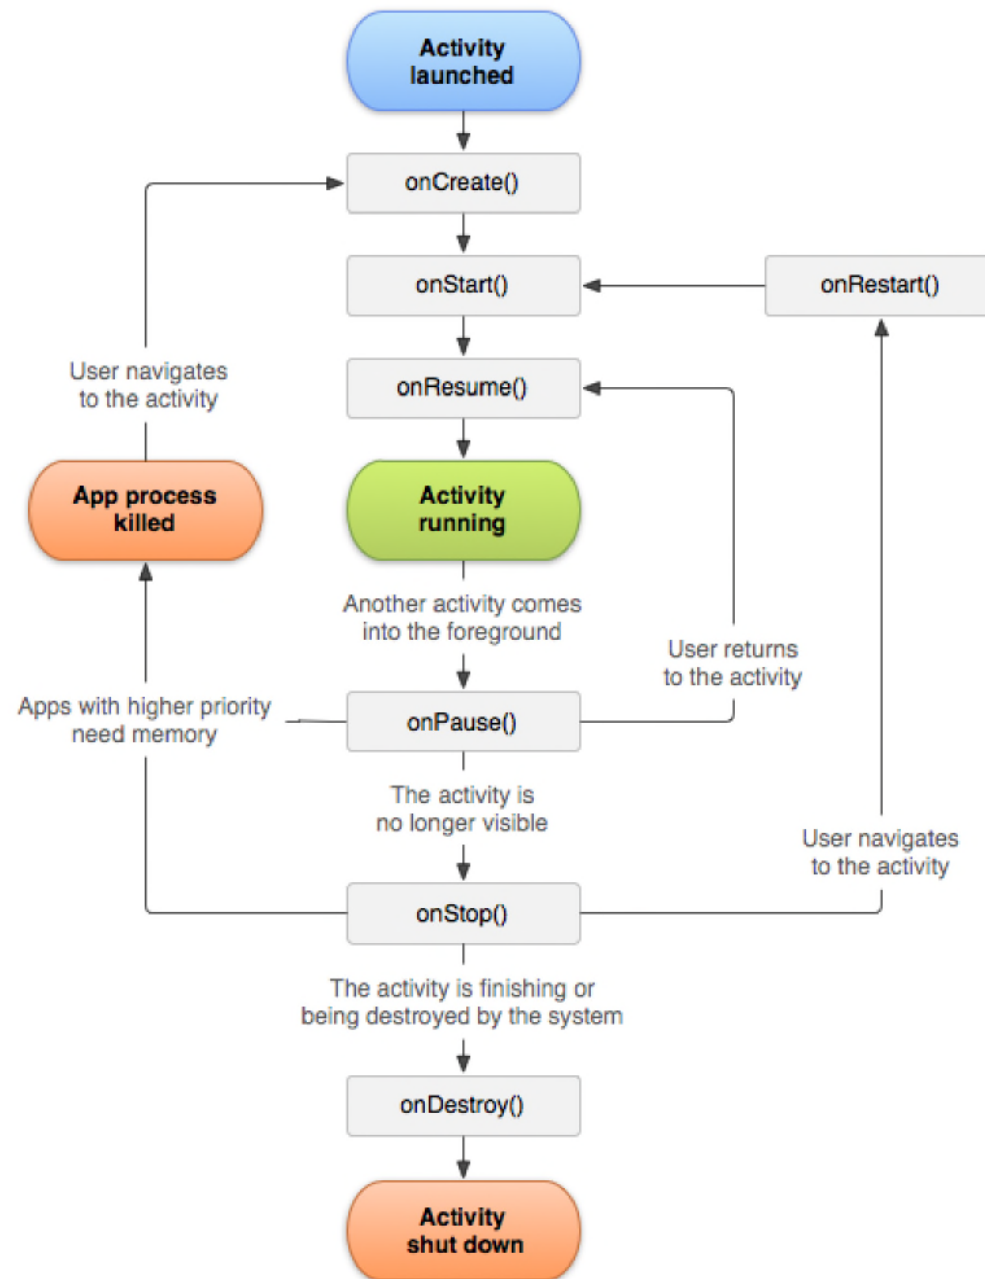 Activity
launched
onCreate()
onStart()
onRestart()
User navigates
to the activity
onResume()
App process
killed
Activity
running
Another activity comes
into the foreground
User returns
to the activity
Apps with higher priority
need memory
onPause()
The activity is
no longer visible
User navigates
to the activity
onStop()
The activity is finishing or
being destroyed by the system
onDestroy()
Activity
shut down